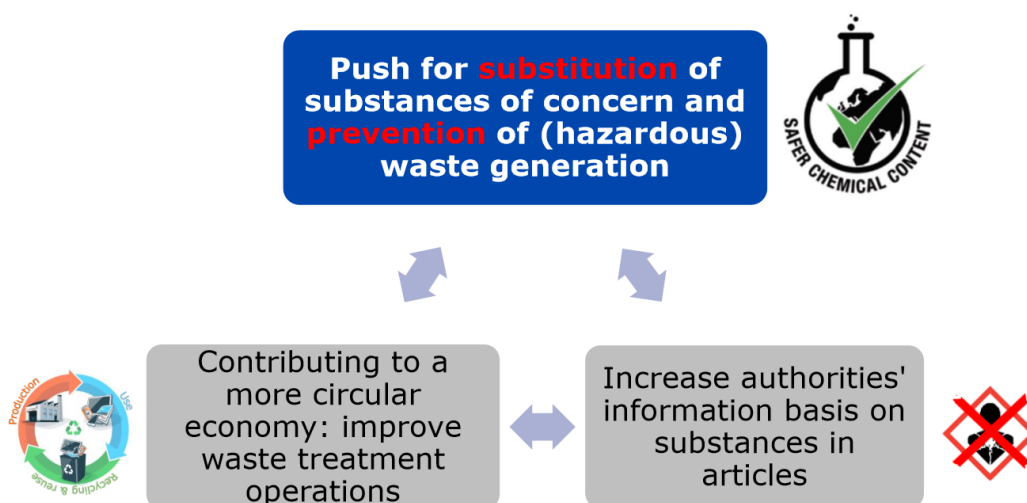 Push for substitution of
substances of concern and
prevention of (hazardous)
waste generation
SAFER CHEMICAL CONTENT
Contributing to a
more circular
economy: improve
waste treatment
operations
Increase authorities'
information basis on
substances in
articles
Production
Use
Recycling & reuse